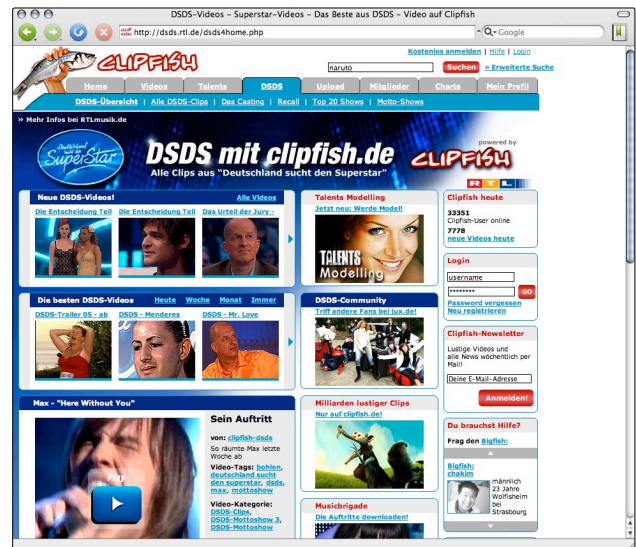 DSDS-Videos - Superstar-Videos - Das Beste aus DSDS - Video auf Clipfish
http://dsds.rtl.de/dsds4home.php
Google
CLIPFISH
Kostenlos anmelden | Hilfe | Login
naruto
Suchen
» Erweiterte Suche
Home
Videos
Talents
DSDS
Upload
Mitglieder
Charts
Mein Profil
DSDS-Übersicht | Alle DSDS-Clips | Das Casting | Recall | Top 20 Shows | Motto-Shows
» Mehr Infos bei RTLmusik.de
Deutschland sucht den
SuperStar
DSDS mit clipfish.de
Alle Clips aus "Deutschland sucht den Superstar"
powered by
CLIPFISH
RTL
Neue DSDS-Videos!
Alle Videos
Die Entscheidung Teil
Die Entscheidung Teil
Das Urteil der Jury -
Die besten DSDS-Videos
Heute
Woche
Monat
Immer
DSDS-Trailer 05 - ab
DSDS - Menderes
DSDS - Mr. Love
Max - "Here Without You"
Play
Sein Auftritt
von: clipfish-dsds
So räumte Max letzte
Woche ab
Video-Tags: bohlen,
deutschland sucht
den superstar, dsds,
max, mottoshow
Video-Kategorie:
DSDS-Clips,
DSDS-Mottoshow 3,
DSDS-Mottoshow
Talents Modelling
Jetzt neu: Werde Model!
TALENTS
Modelling
DSDS-Community
Triff andere Fans bei jux.de!
Milliarden lustiger Clips
Nur auf clipfish.de!
Musicbrigade
Die Auftritte downloaden!
Clipfish heute
33351
Clipfish-User online
7778
neue Videos heute
Login
username
********
GO
Password vergessen
Neu registrieren
Clipfish-Newsletter
Lustige Videos und
alle News wöchentlich per
Mail!
Deine E-Mail-Adresse
Anmelden!
Du brauchst Hilfe?
Frag den Bigfish:
Bigfish:
chakim
männlich
23 Jahre
Wolfisheim
bei
Strasbourg